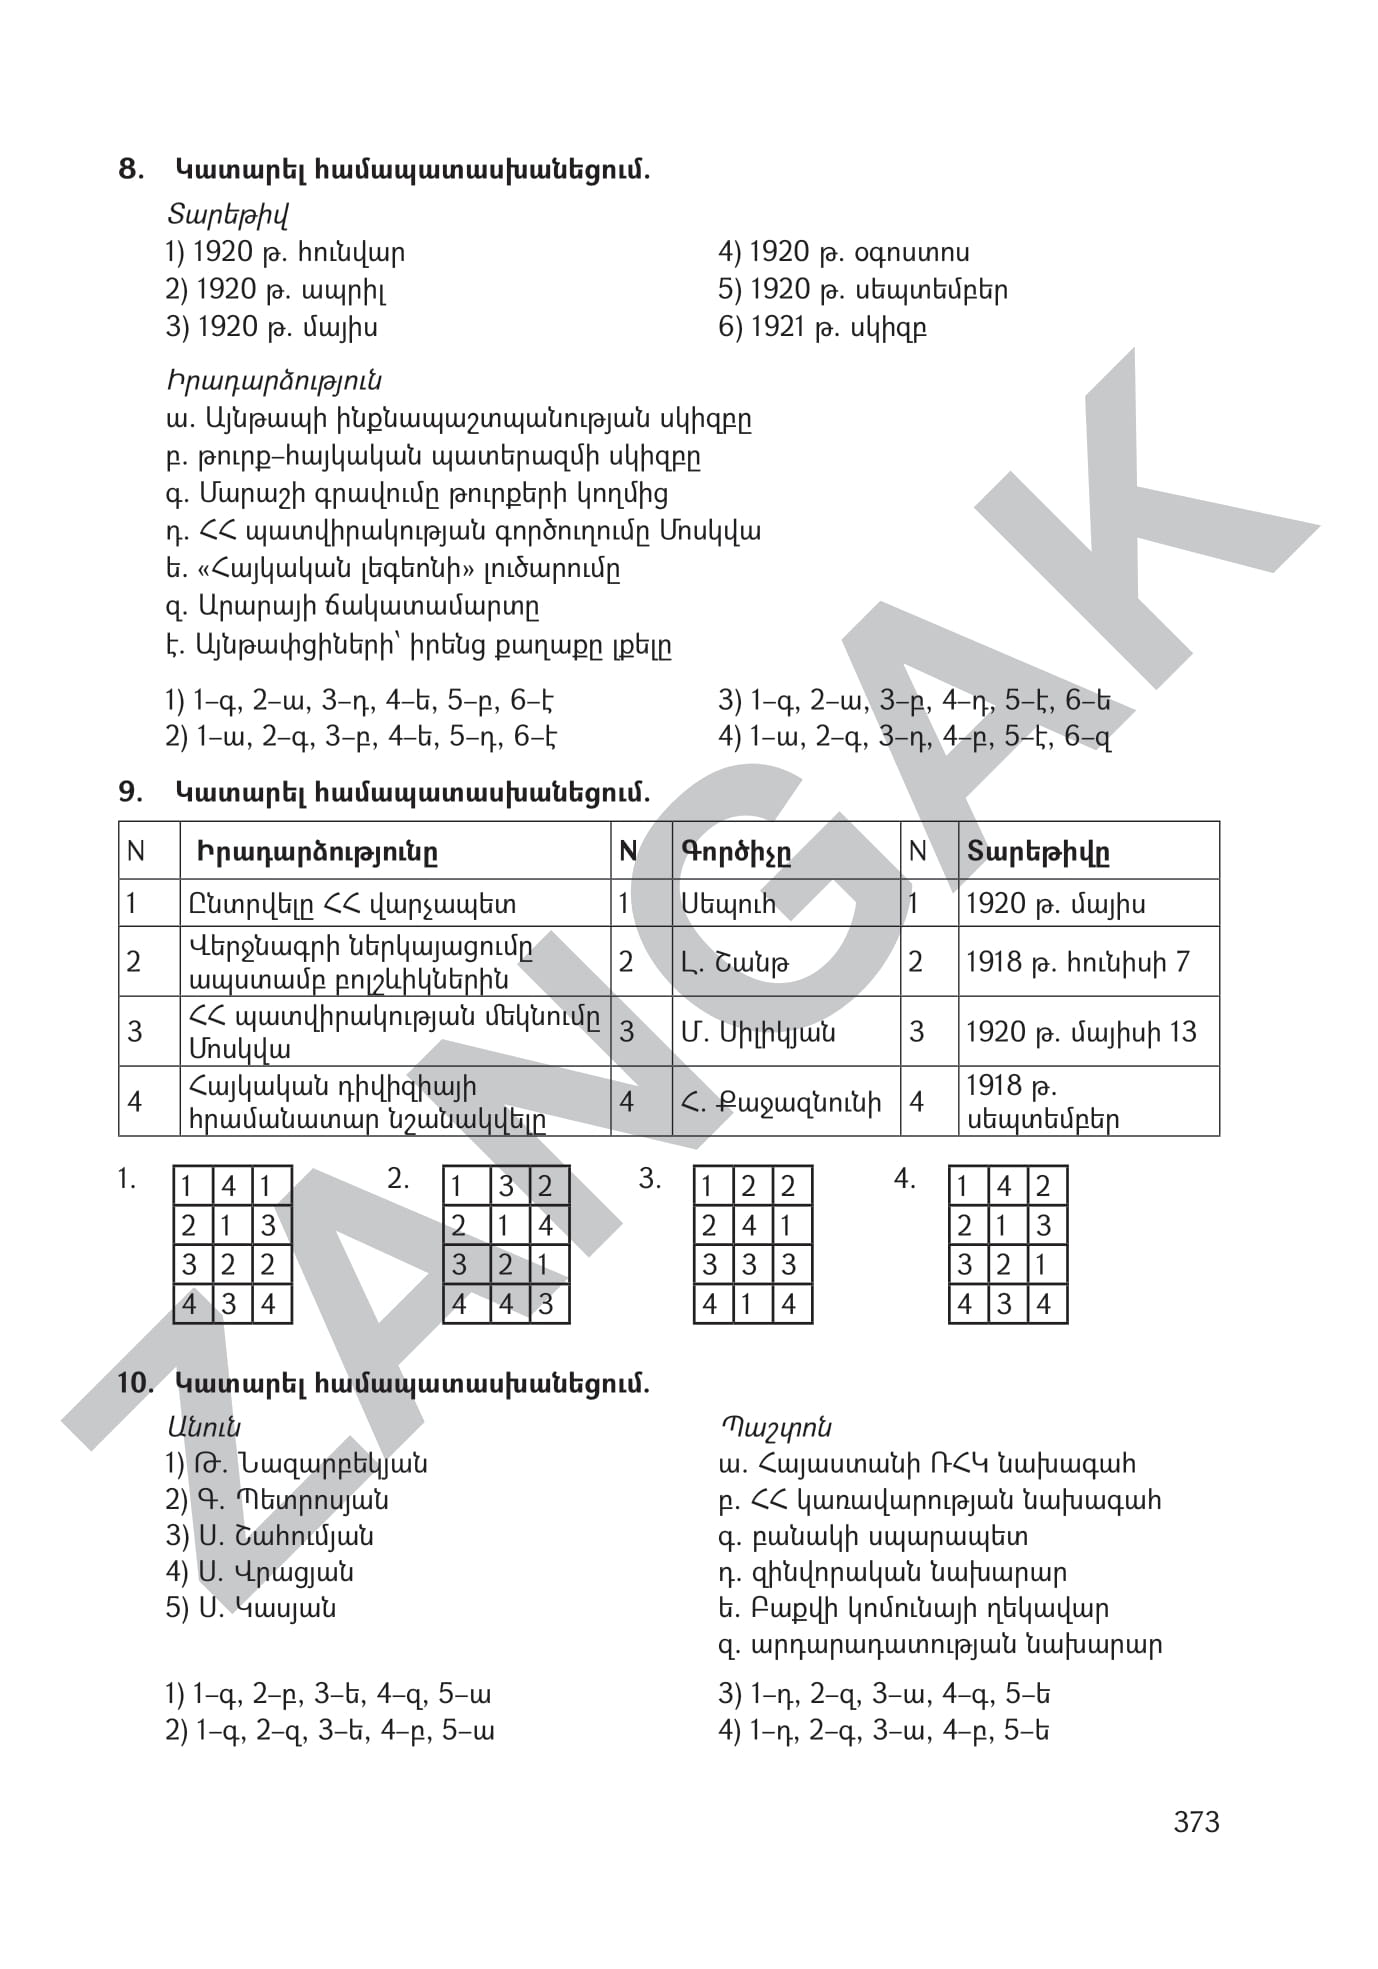 8. Կատարել համապատասխանեցում.
Տարեթիվ
1) 1920 թ. հունվար
2) 1920 թ. ապրիլ
3) 1920 թ. մայիս
4) 1920 թ. օգոստոս
5) 1920 թ. սեպտեմբեր
6) 1921 թ. սկիզբ
Իրադարձություն
ա. Այնթապի ինքնապաշտպանության սկիզբը
բ. թուրք–հայկական պատերազմի սկիզբը
գ. Մարաշի գրավումը թուրքերի կողմից
դ. ՀՀ պատվիրակության գործուղումը Մոսկվա
ե. «Հայկական լեգեոնի» լուծարումը
զ. Արարայի ճակատամարտը
է. Այնթափցիների՝ իրենց քաղաքը լքելը
1) 1–գ, 2–ա, 3–դ, 4–ե, 5–բ, 6–է
2) 1–ա, 2–գ, 3–բ, 4–ե, 5–դ, 6–է
3) 1–գ, 2–ա, 3–բ, 4–դ, 5–է, 6–ե
4) 1–ա, 2–գ, 3–դ, 4–բ, 5–է, 6–զ
9. Կատարել համապատասխանեցում.
N Իրադարձությունը N Գործիչը N Տարեթիվը
1 Ընտրվելը ՀՀ վարչապետ 1 Սեպուհ 1 1920 թ. մայիս
2 Վերջնագրի ներկայացումը
ապստամբ բոլշևիկներին 2 Լ. Շանթ 2 1918 թ. հունիսի 7
3 ՀՀ պատվիրակության մեկնումը
Մոսկվա 3 Մ. Սիլիկյան 3 1920 թ. մայիսի 13
4 Հայկական դիվիզիայի
հրամանատար նշանակվելը 4 Հ. Քաջազնունի 4 1918 թ.
սեպտեմբեր
1. 2. 3. 4.
1 4 1 1 3 2 1 2 2 1 4 2
2 1 3 2 1 4 2 4 1 2 1 3
3 2 2 3 2 1 3 3 3 3 2 1
4 3 4 4 4 3 4 1 4 4 3 4
10. Կատարել համապատասխանեցում.
Անուն
1) Թ. Նազարբեկյան
2) Գ. Պետրոսյան
3) Ս. Շահումյան
4) Ս. Վրացյան
5) Ս. Կասյան
Պաշտոն
ա. Հայաստանի ՌՀԿ նախագահ
բ. ՀՀ կառավարության նախագահ
գ. բանակի սպարապետ
դ. զինվորական նախարար
ե. Բաքվի կոմունայի ղեկավար
զ. արդարադատության նախարար
1) 1–գ, 2–բ, 3–ե, 4–զ, 5–ա
2) 1–գ, 2–զ, 3–ե, 4–բ, 5–ա
3) 1–դ, 2–զ, 3–ա, 4–գ, 5–ե
4) 1–դ, 2–գ, 3–ա, 4–բ, 5–ե
373
ZANGAK